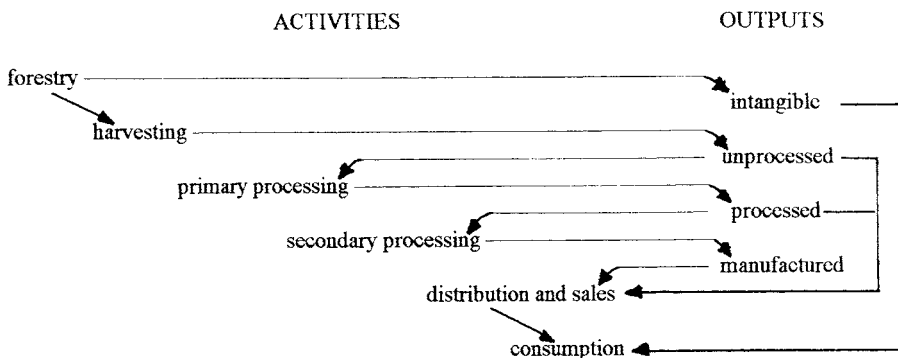 ACTIVITIES OUTPUTS
forestry
intangible
harvesting
unprocessed
primary processing
processed
secondary processing
manufactured
distribution and sales
consumption